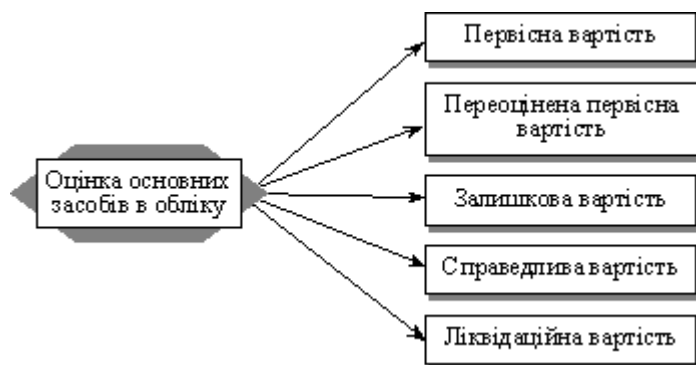 Оцінка основних
засобів в обліку
Первісна вартість
Переоцінена первісна
вартість
Залишкова вартість
Справедлива вартість
Ліквідаційна вартість